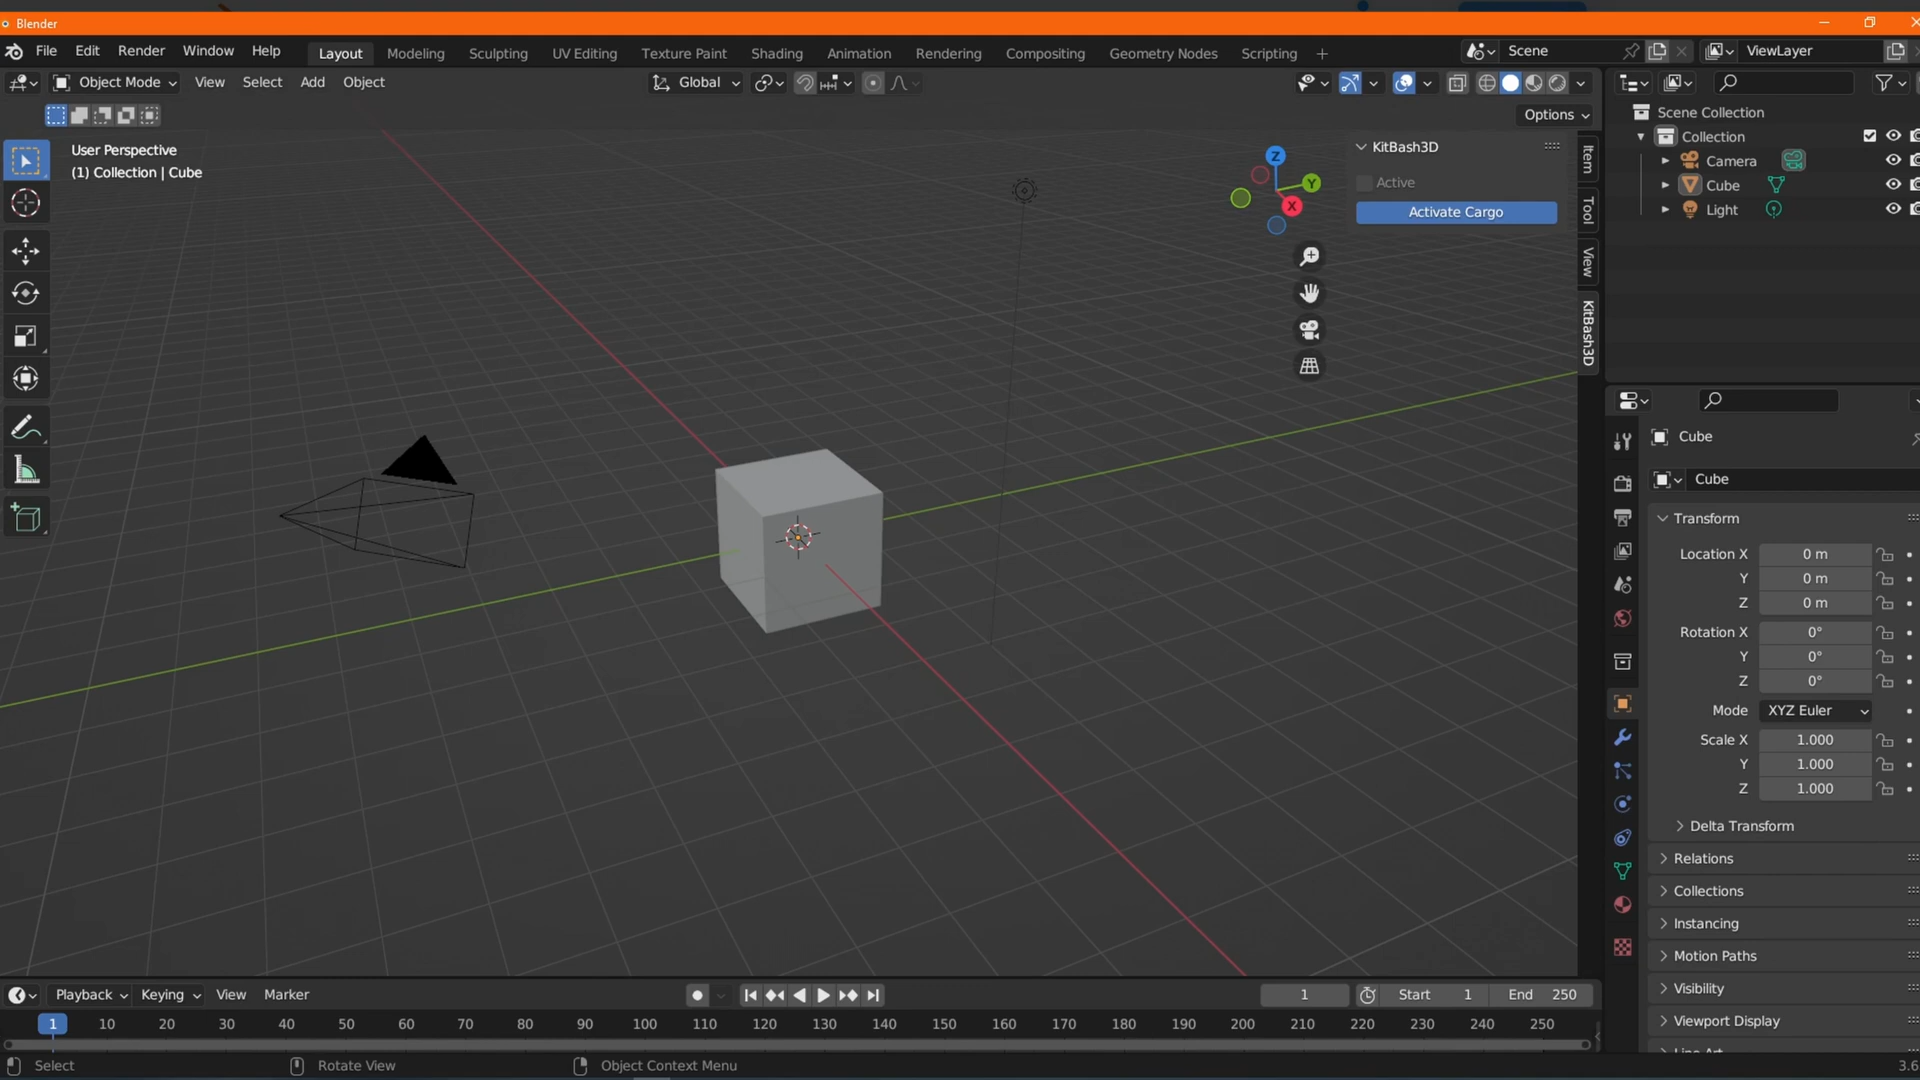 Blender
File Edit Render Window Help Layout Modeling Sculpting UV Editing Texture Paint Shading Animation Rendering Compositing Geometry Nodes Scripting + Scene ViewLayer
Object Mode View Select Add Object Global
Options
User Perspective
(1) Collection | Cube
Z
Y
X
KitBash3D
Active
Activate Cargo
Item
Tool
View
KitBash3D
Scene Collection
Collection
Camera
Cube
Light
Cube
Cube
Transform
Location X 0 m
Y 0 m
Z 0 m
Rotation X 0°
Y 0°
Z 0°
Mode XYZ Euler
Scale X 1.000
Y 1.000
Z 1.000
Delta Transform
Relations
Collections
Instancing
Motion Paths
Visibility
Viewport Display
Playback Keying View Marker 1 Start 1 End 250
1 10 20 30 40 50 60 70 80 90 100 110 120 130 140 150 160 170 180 190 200 210 220 230 240 250
Select Rotate View Object Context Menu 3.6